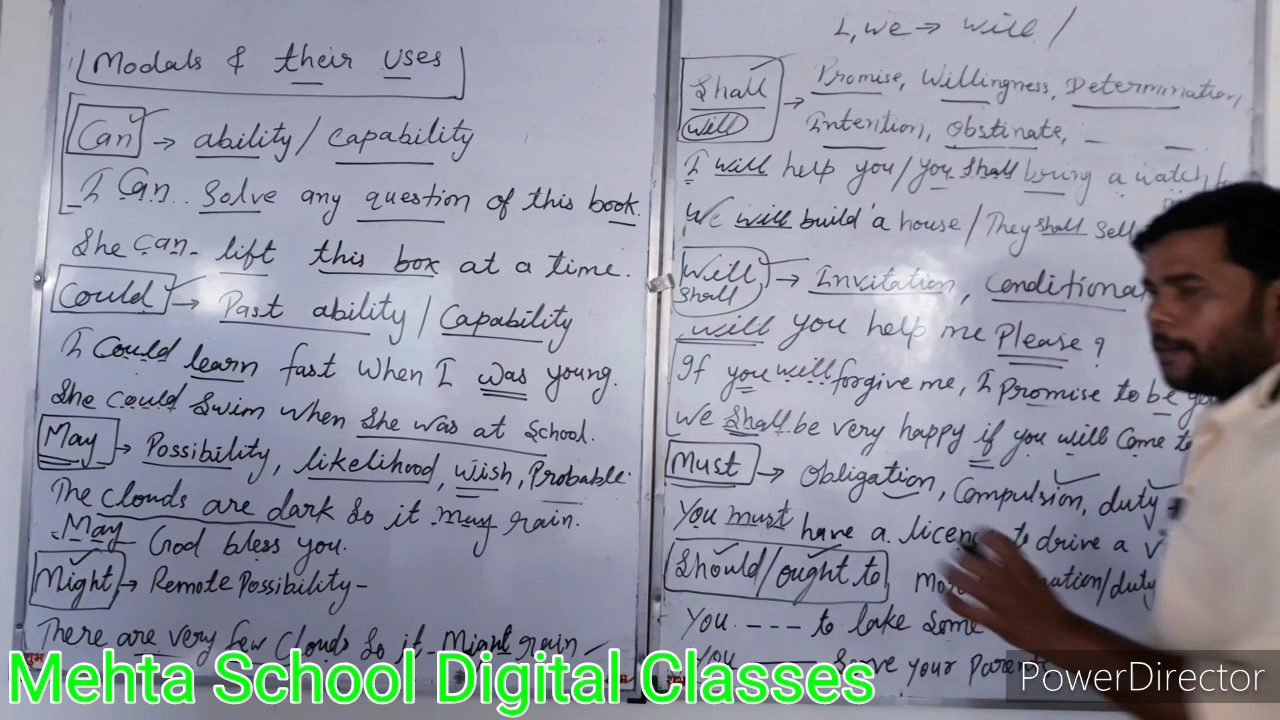 Modals & their uses
Can → ability / capability
I Can.. Solve any question of this book.
She can - lift this box at a time.
Could → Past ability / Capability
I could learn fast when I was young.
She could swim when she was at School.
May → Possibility, likelihood, wish, Probable
The clouds are dark so it may rain.
May God bless you.
Might → Remote Possibility -
There are very few clouds so it might rain
I, we → will /
Shall
will
→ Promise, Willingness, Determination,
Intention, Obstinate,
I will help you / you shall bring a watch
We will build a house / They shall sell
Will
Shall
→ Invitation, Conditional
will you help me Please?
If you will forgive me, I promise to be
We shall be very happy if you will come to
Must → Obligation, Compulsion, duty
You must have a to drive a
Should / ought to
duty
You - - - to take some
You Serve your
Mehta School Digital Classes
PowerDirector